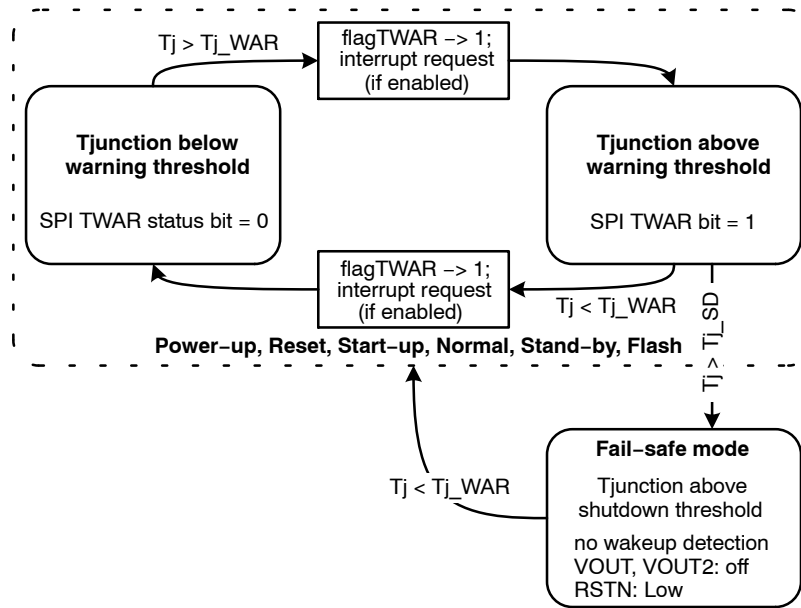 Tj > Tj_WAR
flagTWAR −> 1;
interrupt request
(if enabled)
Tjunction below
warning threshold
SPI TWAR status bit = 0
Tjunction above
warning threshold
SPI TWAR bit = 1
flagTWAR −> 1;
interrupt request
(if enabled)
Tj < Tj_WAR
Tj > Tj_SD
Power−up, Reset, Start−up, Normal, Stand−by, Flash
Tj < Tj_WAR
Fail−safe mode
Tjunction above
shutdown threshold
no wakeup detection
VOUT, VOUT2: off
RSTN: Low